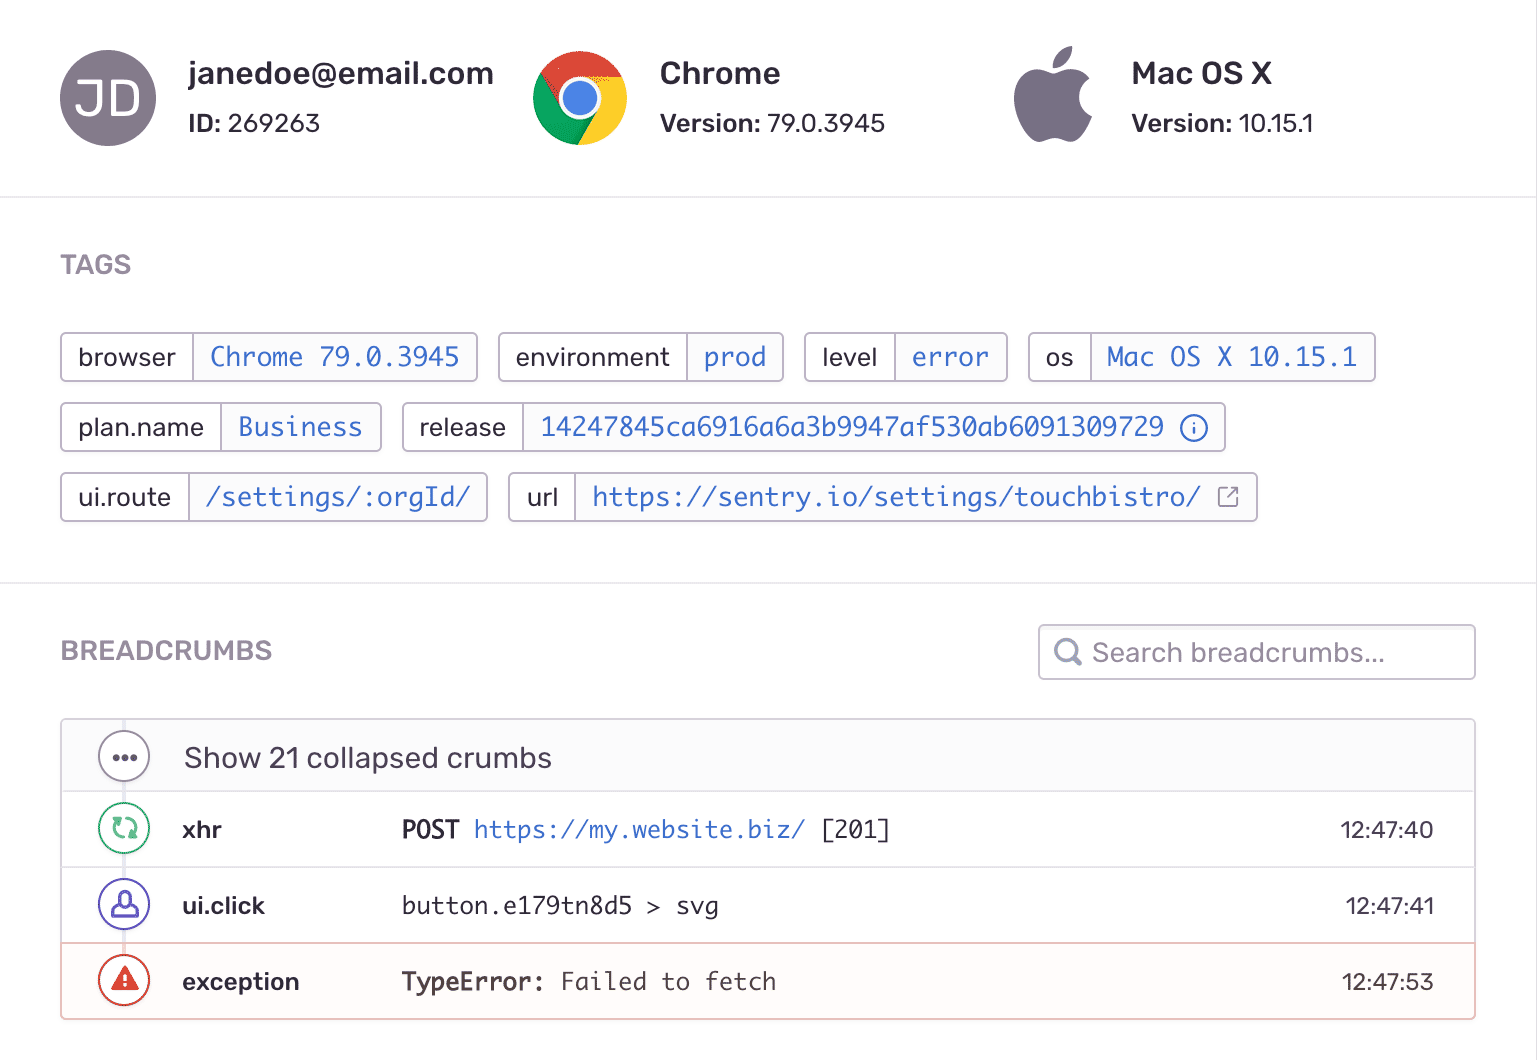 JD janedoe@email.com Chrome Mac OS X
ID: 269263 Version: 79.0.3945 Version: 10.15.1
TAGS
browser Chrome 79.0.3945 environment prod level error os Mac OS X 10.15.1
plan.name Business release 14247845ca6916a6a3b9947af530ab6091309729
ui.route /settings/:orgId/ url https://sentry.io/settings/touchbistro/
BREADCRUMBS Search breadcrumbs...
Show 21 collapsed crumbs
xhr POST https://my.website.biz/ [201] 12:47:40
ui.click button.e179tn8d5 > svg 12:47:41
exception TypeError: Failed to fetch 12:47:53